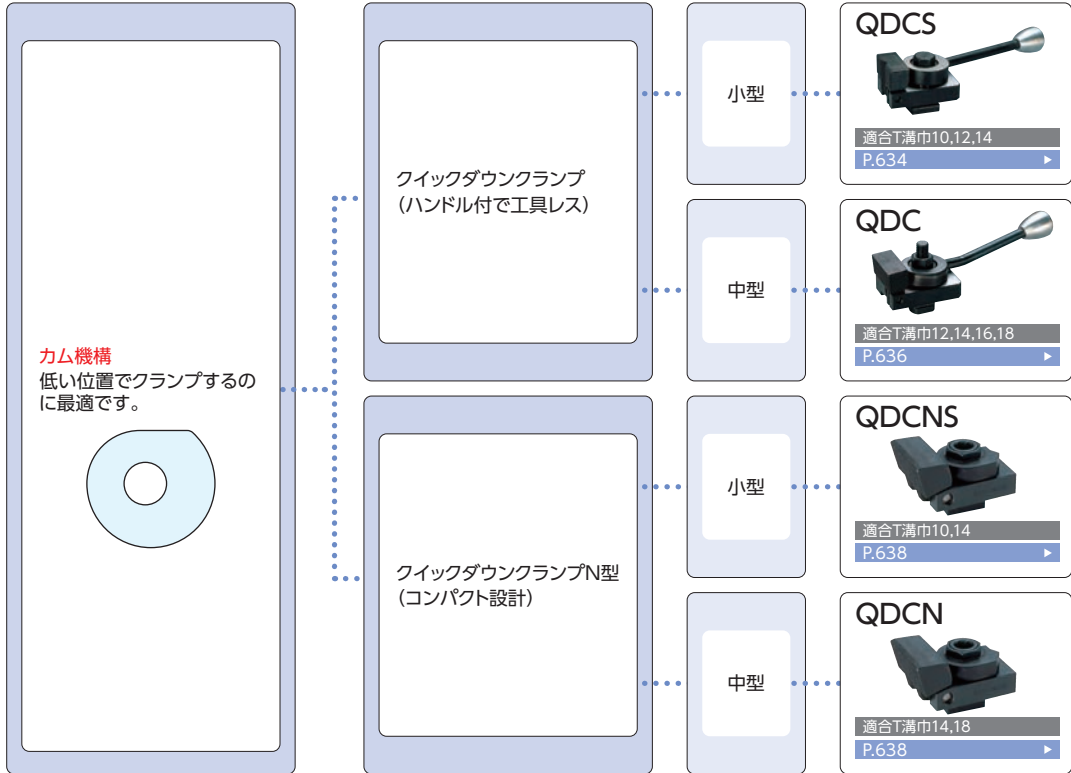 カム機構
低い位置でクランプするの
に最適です。
クイックダウンクランプ
（ハンドル付で工具レス）
小型
QDCS
適合T溝巾10,12,14
P.634
中型
QDC
適合T溝巾12,14,16,18
P.636
クイックダウンクランプN型
（コンパクト設計）
小型
QDCNS
適合T溝巾10,14
P.638
中型
QDCN
適合T溝巾14,18
P.638